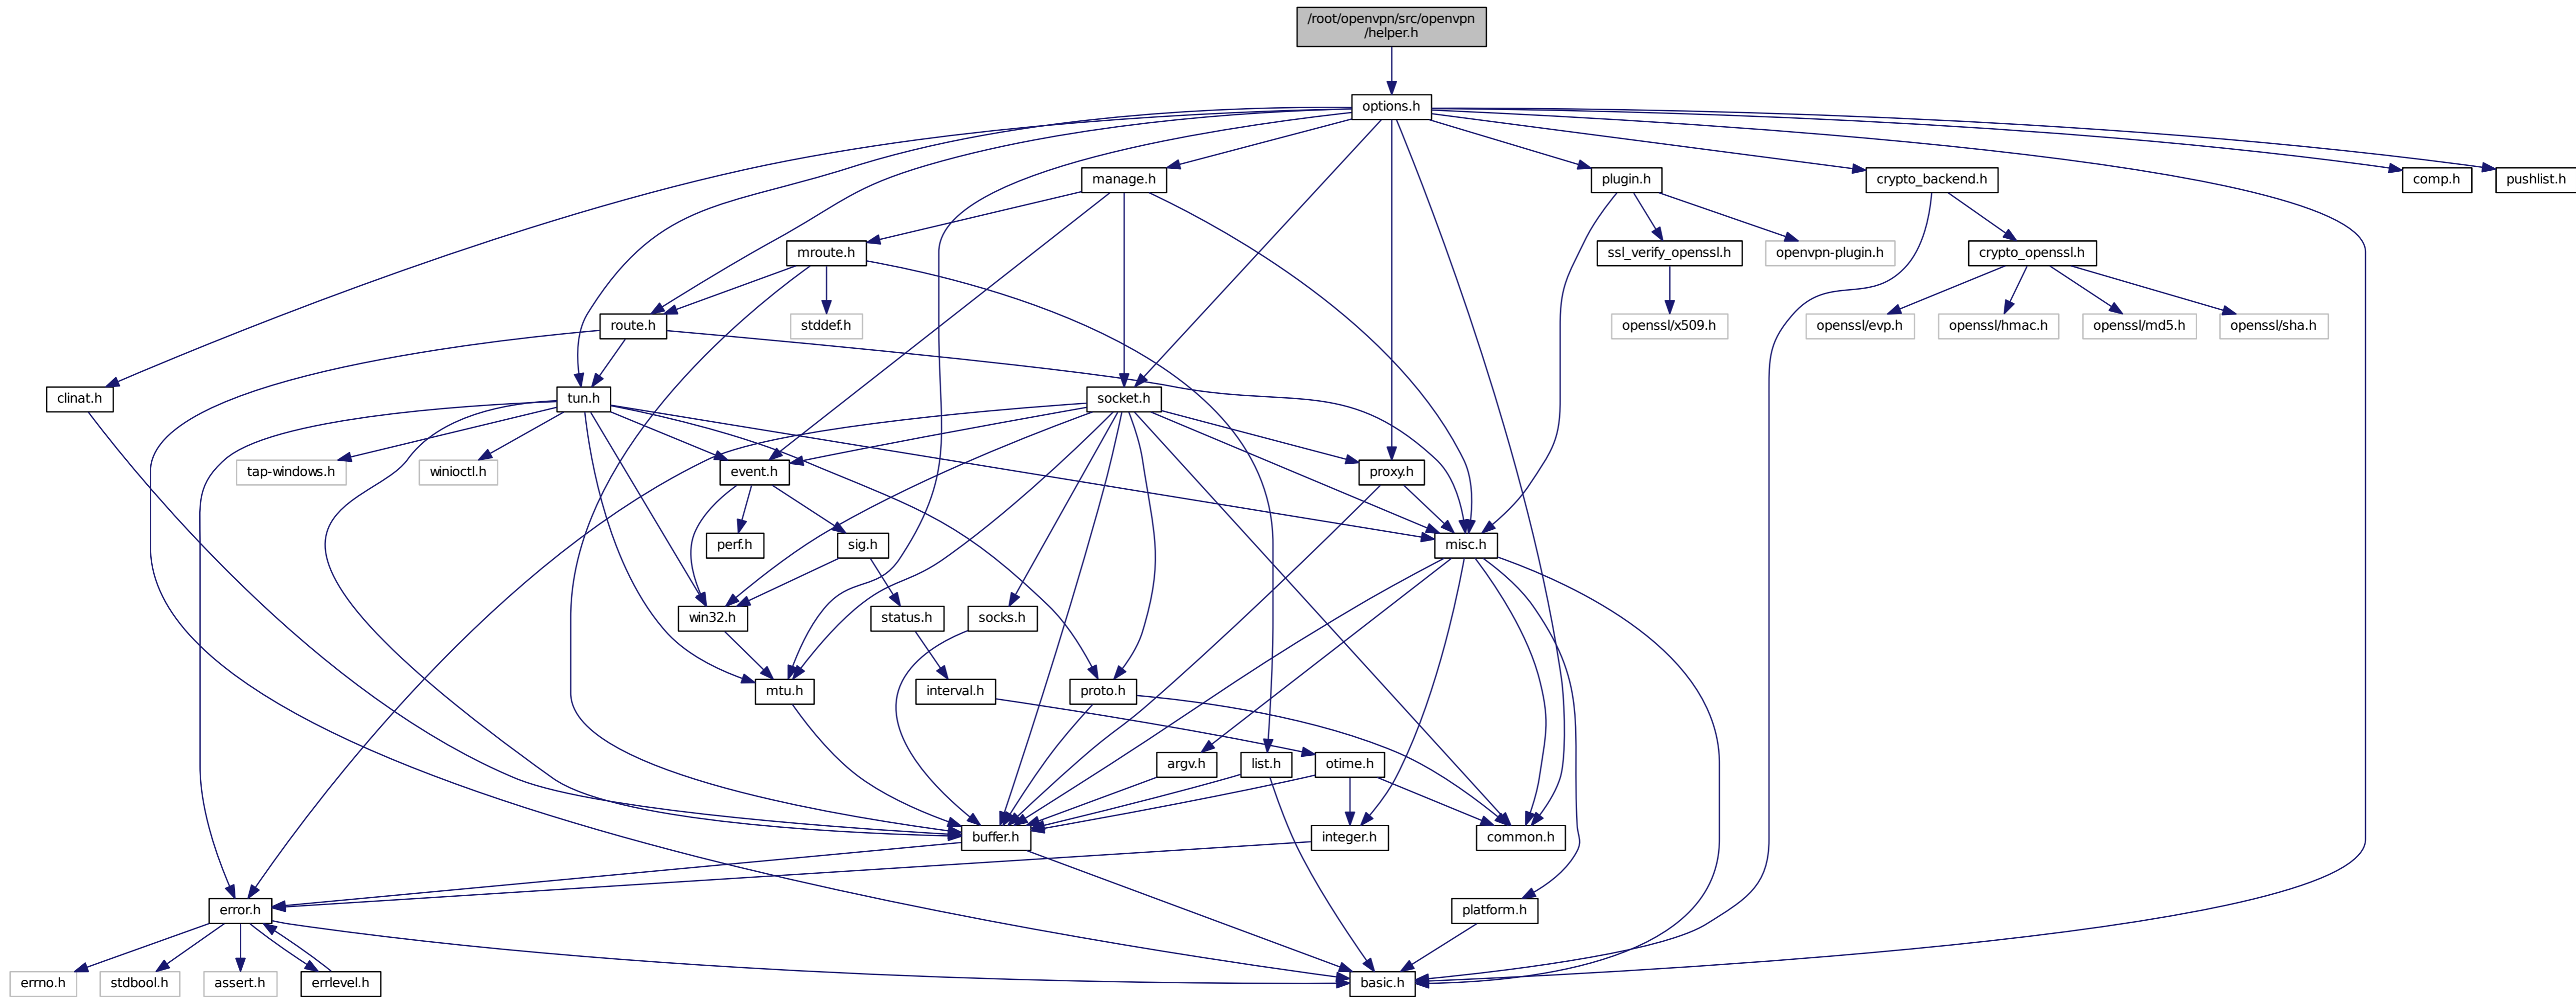 /root/openvpn/src/openvpn
/helper.h
options.h
manage.h
plugin.h
crypto_backend.h
comp.h
pushlist.h
mroute.h
ssl_verify_openssl.h
openvpn-plugin.h
crypto_openssl.h
route.h
stddef.h
openssl/x509.h
openssl/evp.h
openssl/hmac.h
openssl/md5.h
openssl/sha.h
clinat.h
tun.h
socket.h
tap-windows.h
winioctl.h
event.h
proxy.h
perf.h
sig.h
misc.h
win32.h
status.h
socks.h
mtu.h
interval.h
proto.h
argv.h
list.h
otime.h
buffer.h
integer.h
common.h
error.h
platform.h
errno.h
stdbool.h
assert.h
errlevel.h
basic.h